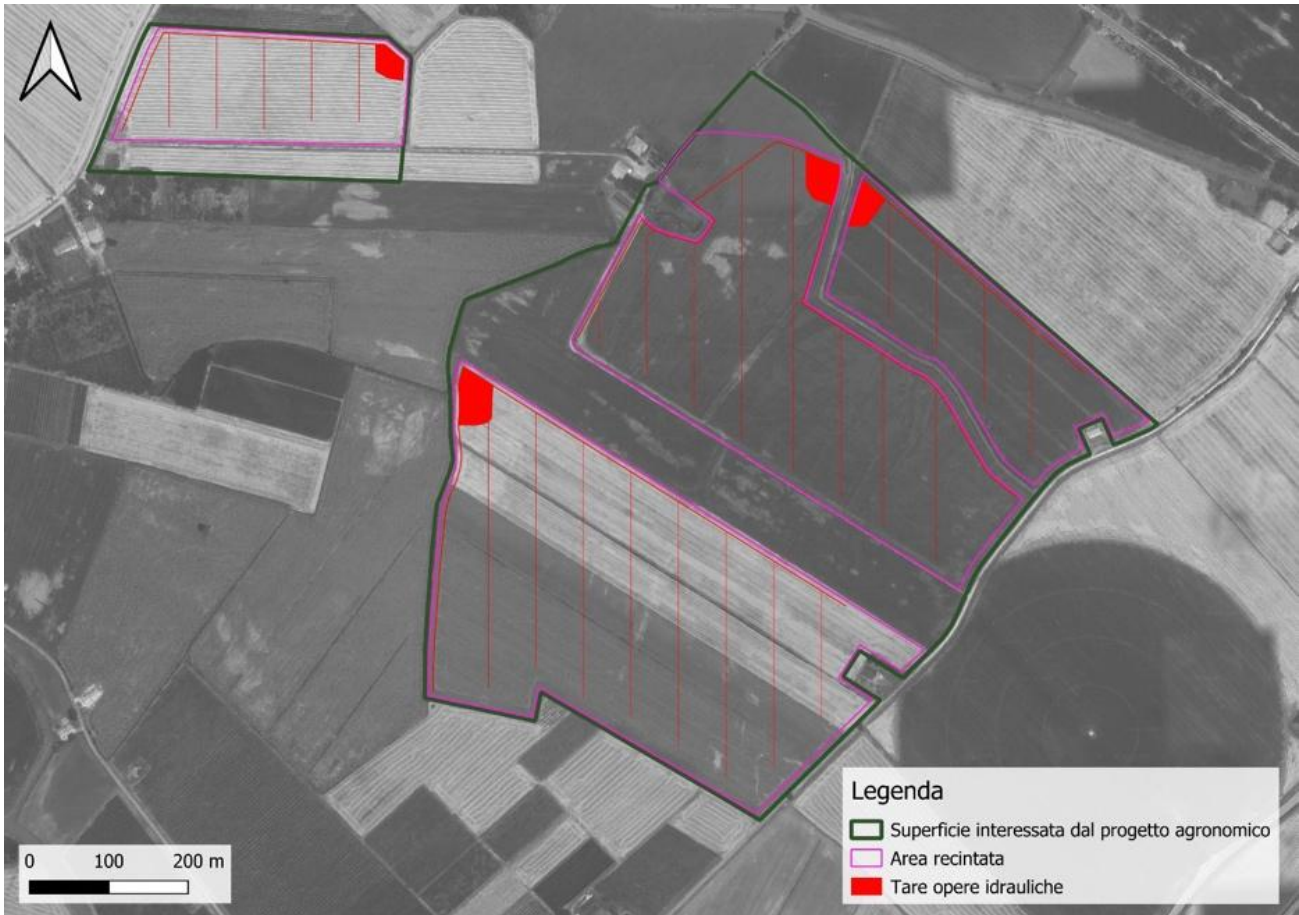 Legenda
Superficie interessata dal progetto agronomico
Area recintata
Tare opere idrauliche
0 100 200 m